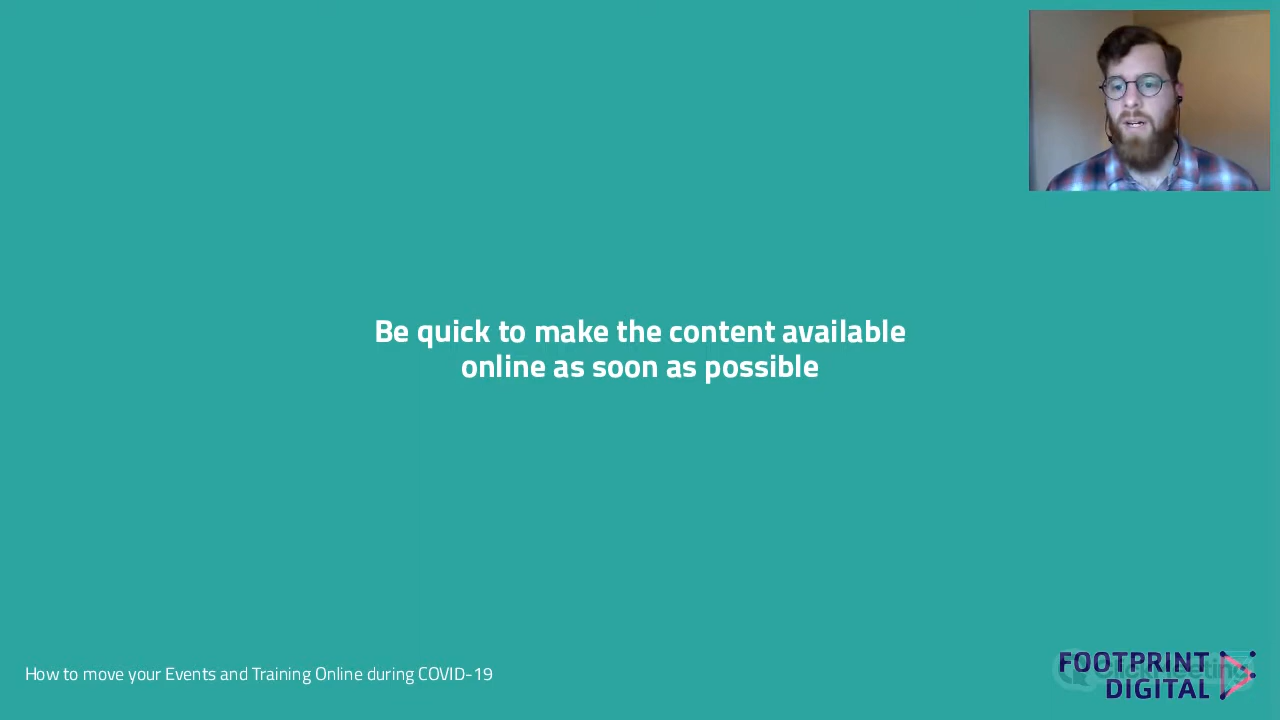 Be quick to make the content available
online as soon as possible
How to move your Events and Training Online during COVID-19
FOOTPRINT
DIGITAL
ClickMeeting